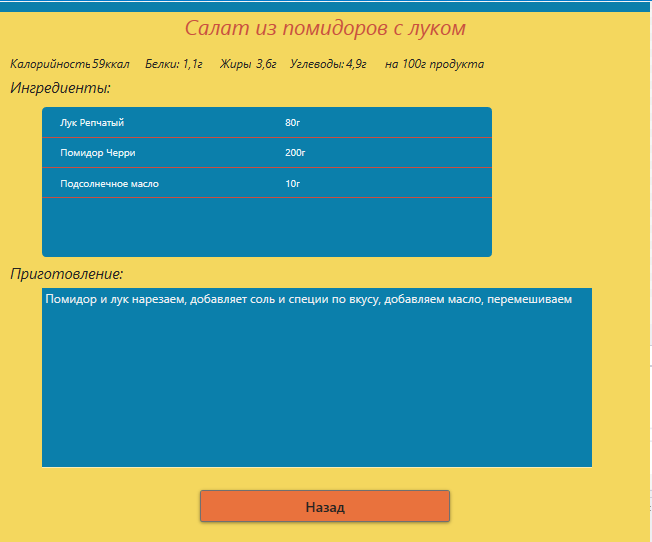 Салат из помидоров с луком
Калорийность 59ккал Белки: 1,1г Жиры 3,6г Углеводы: 4,9г на 100г продукта
Ингредиенты:
Лук Репчатый 80г
Помидор Черри 200г
Подсолнечное масло 10г
Приготовление:
Помидор и лук нарезаем, добавляет соль и специи по вкусу, добавляем масло, перемешиваем
Назад